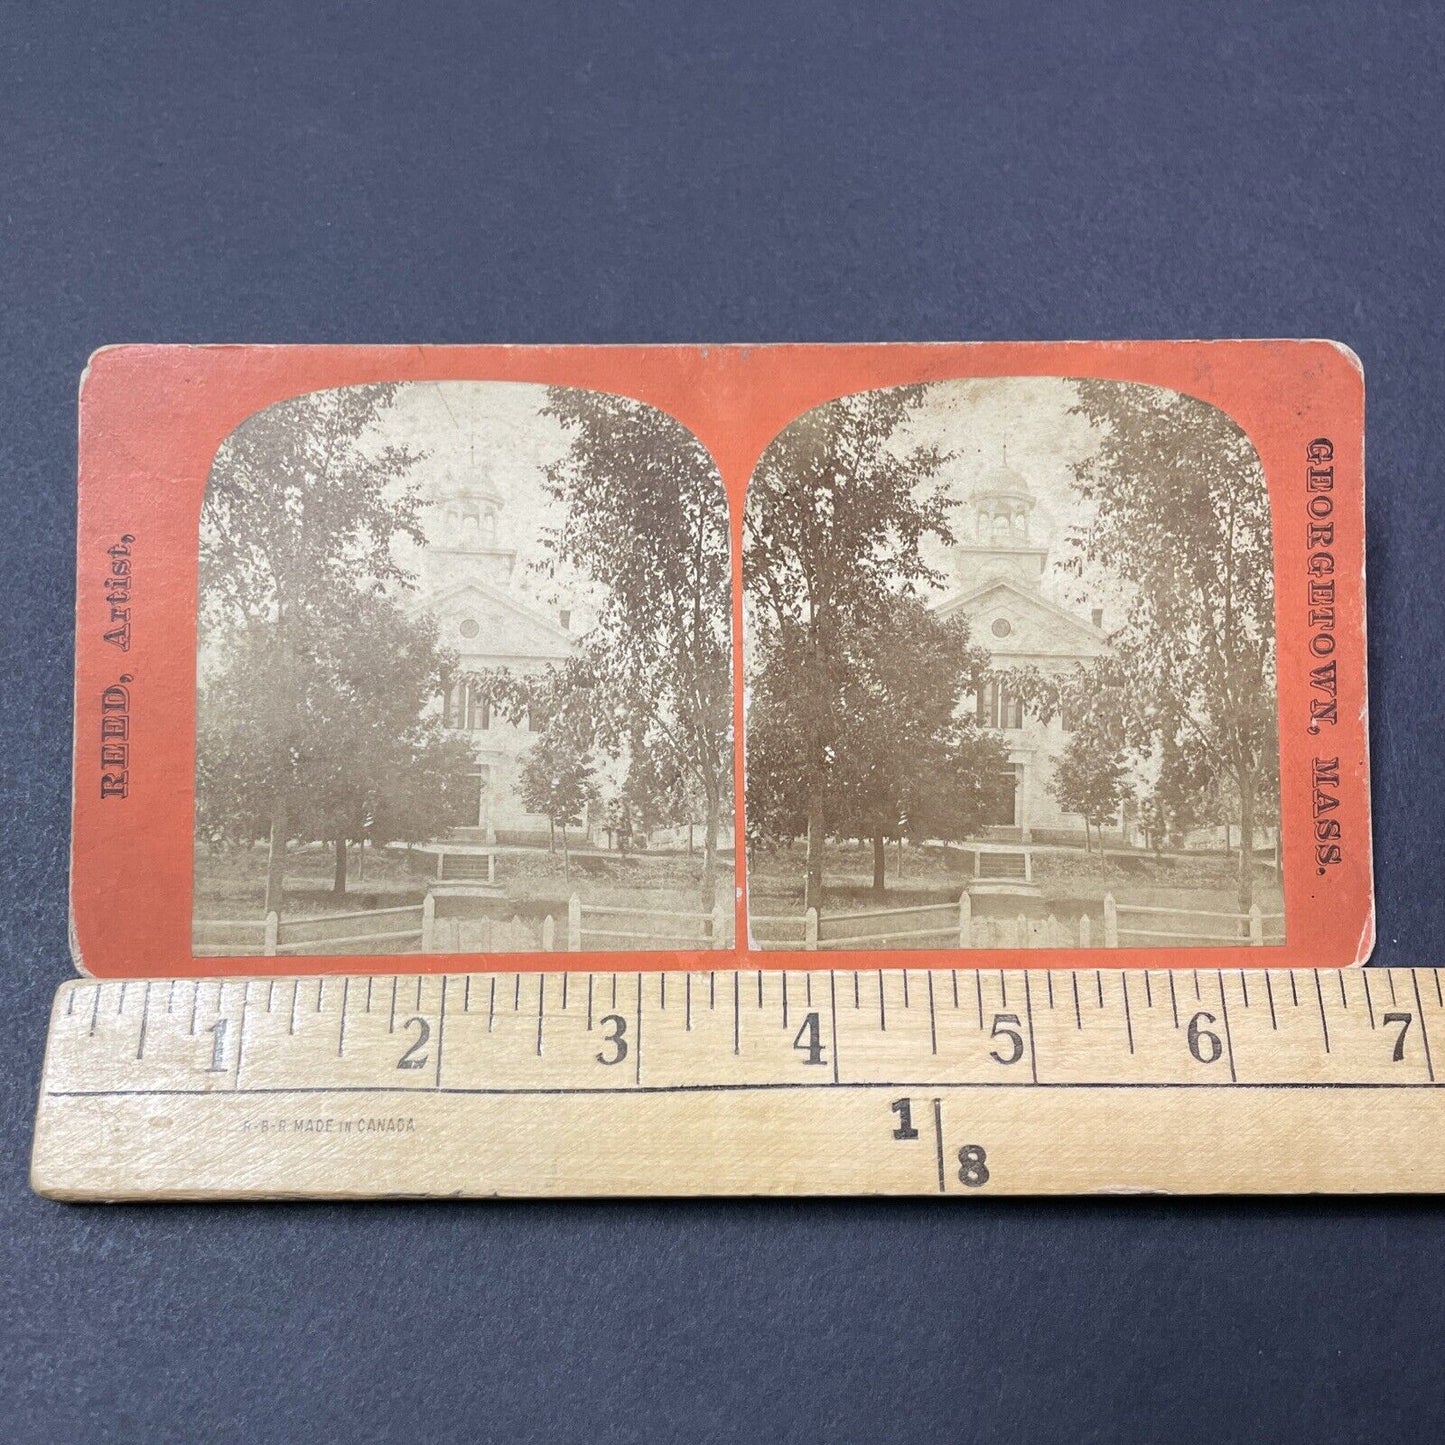 REED, Artist,
GEORGETOWN, MASS.
1 2 3 4 5 6 7
R-B-R MADE IN CANADA
1
8